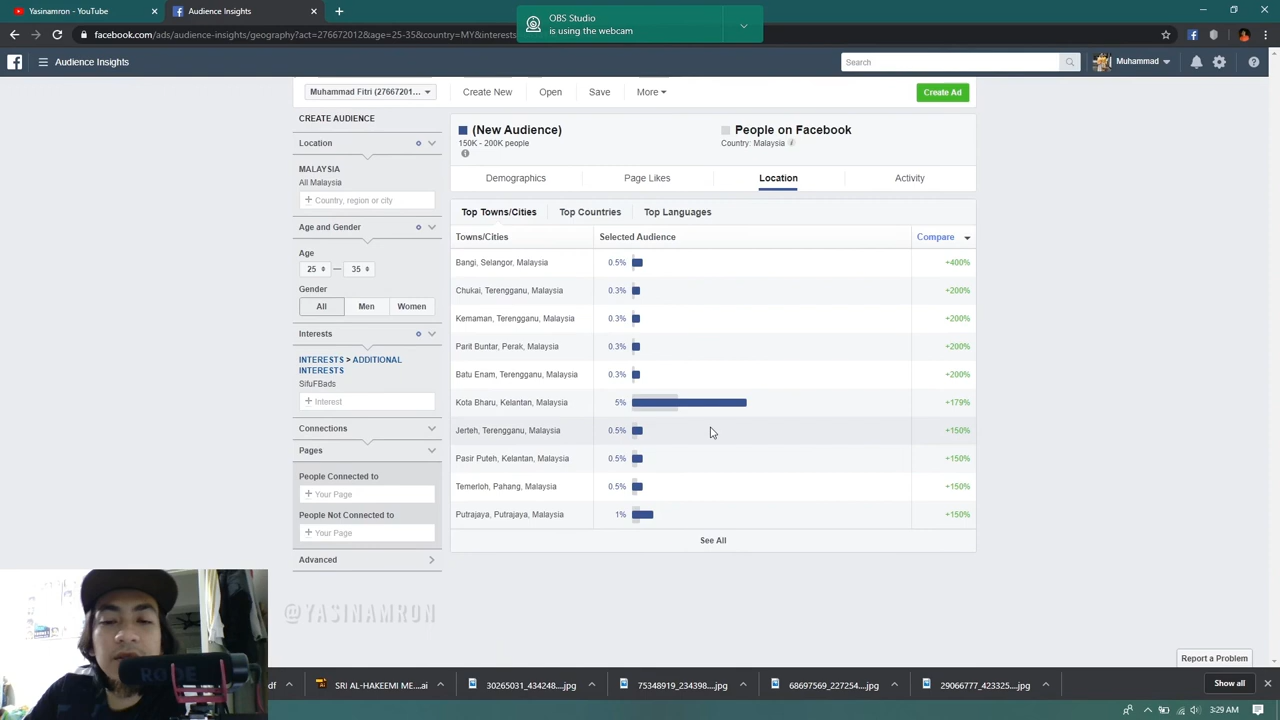 Yasinamron - YouTube
Audience Insights
OBS Studio
is using the webcam
facebook.com/ads/audience-insights/geography?act=276672012&age=25-35&country=MY&interests
Audience Insights
Search
Muhammad
Muhammad Fitri (27667201...
Create New
Open
Save
More
Create Ad
CREATE AUDIENCE
Location
MALAYSIA
All Malaysia
+ Country, region or city
Age and Gender
Age
25 — 35
Gender
All
Men
Women
Interests
INTERESTS > ADDITIONAL
INTERESTS
SifuFBads
+ Interest
Connections
Pages
People Connected to
+ Your Page
People Not Connected to
+ Your Page
Advanced
(New Audience)
150K - 200K people
People on Facebook
Country: Malaysia
Demographics
Page Likes
Location
Activity
Top Towns/Cities
Top Countries
Top Languages
Towns/Cities Selected Audience Compare
Bangi, Selangor, Malaysia 0.5% +400%
Chukai, Terengganu, Malaysia 0.3% +200%
Kemaman, Terengganu, Malaysia 0.3% +200%
Parit Buntar, Perak, Malaysia 0.3% +200%
Batu Enam, Terengganu, Malaysia 0.3% +200%
Kota Bharu, Kelantan, Malaysia 5% +179%
Jerteh, Terengganu, Malaysia 0.5% +150%
Pasir Puteh, Kelantan, Malaysia 0.5% +150%
Temerloh, Pahang, Malaysia 0.5% +150%
Putrajaya, Putrajaya, Malaysia 1% +150%
See All
@YASINAMRON
RODE
Report a Problem
df
SRI AL-HAKEEMI ME....ai
30265031_434248....jpg
75348919_234398....jpg
68697569_227254....jpg
29066777_423325....jpg
Show all
3:29 AM